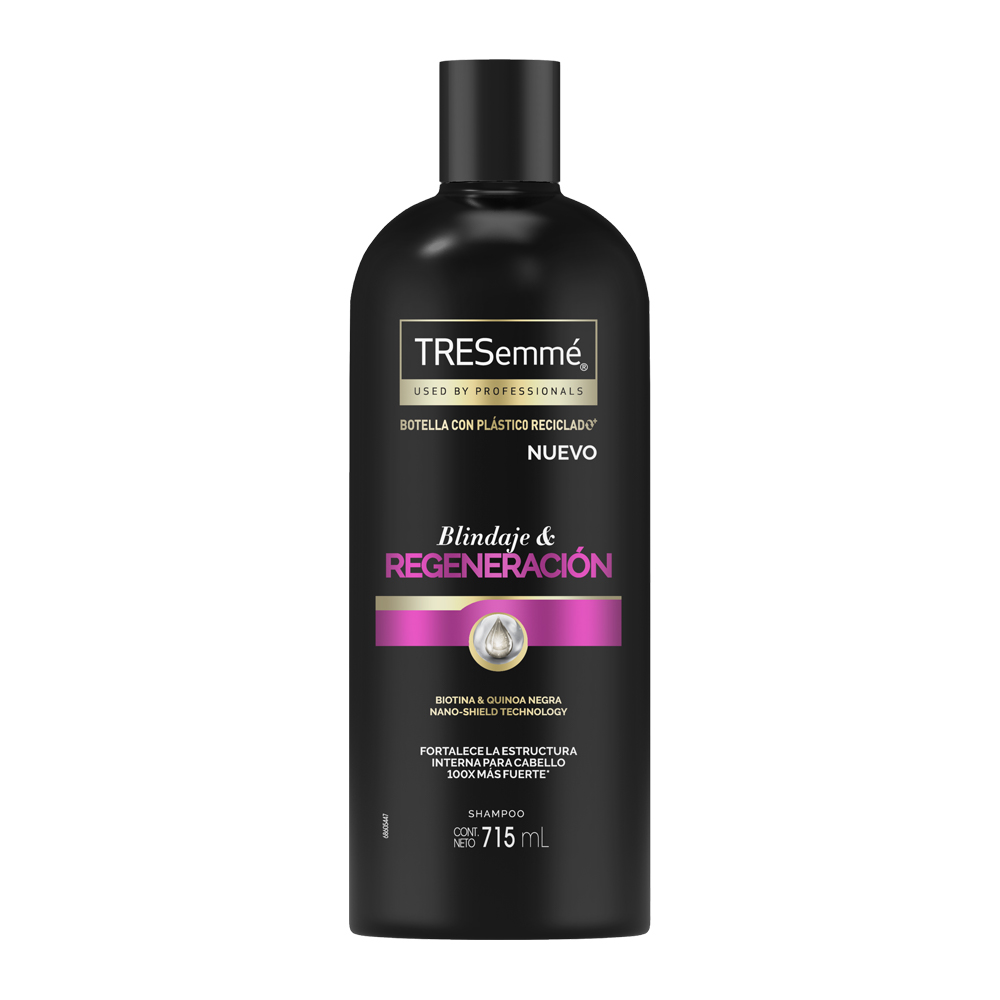 TRESemmé®
USED BY PROFESSIONALS
BOTELLA CON PLÁSTICO RECICLADO+
NUEVO
Blindaje &
REGENERACIÓN
BIOTINA & QUINOA NEGRA
NANO-SHIELD TECHNOLOGY
FORTALECE LA ESTRUCTURA
INTERNA PARA CABELLO
100X MÁS FUERTE*
SHAMPOO
CONT. NETO 715 mL
68605447